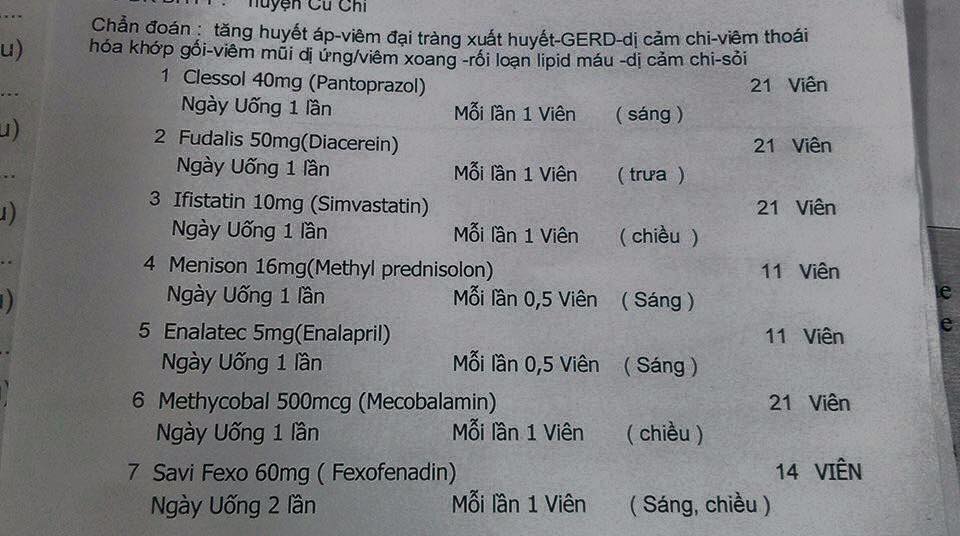 huyện Củ Chi
Chẩn đoán : tăng huyết áp-viêm đại tràng xuất huyết-GERD-dị cảm chi-viêm thoái
hóa khớp gối-viêm mũi dị ứng/viêm xoang -rối loạn lipid máu -dị cảm chi-sỏi
1 Clessol 40mg (Pantoprazol) 21 Viên
Ngày Uống 1 lần Mỗi lần 1 Viên ( sáng )
2 Fudalis 50mg(Diacerein) 21 Viên
Ngày Uống 1 lần Mỗi lần 1 Viên ( trưa )
3 Ifistatin 10mg (Simvastatin) 21 Viên
Ngày Uống 1 lần Mỗi lần 1 Viên ( chiều )
4 Menison 16mg(Methyl prednisolon) 11 Viên
Ngày Uống 1 lần Mỗi lần 0,5 Viên ( Sáng )
5 Enalatec 5mg(Enalapril) 11 Viên
Ngày Uống 1 lần Mỗi lần 0,5 Viên ( Sáng )
6 Methycobal 500mcg (Mecobalamin) 21 Viên
Ngày Uống 1 lần Mỗi lần 1 Viên ( chiều )
7 Savi Fexo 60mg ( Fexofenadin) 14 VIÊN
Ngày Uống 2 lần Mỗi lần 1 Viên ( Sáng, chiều )